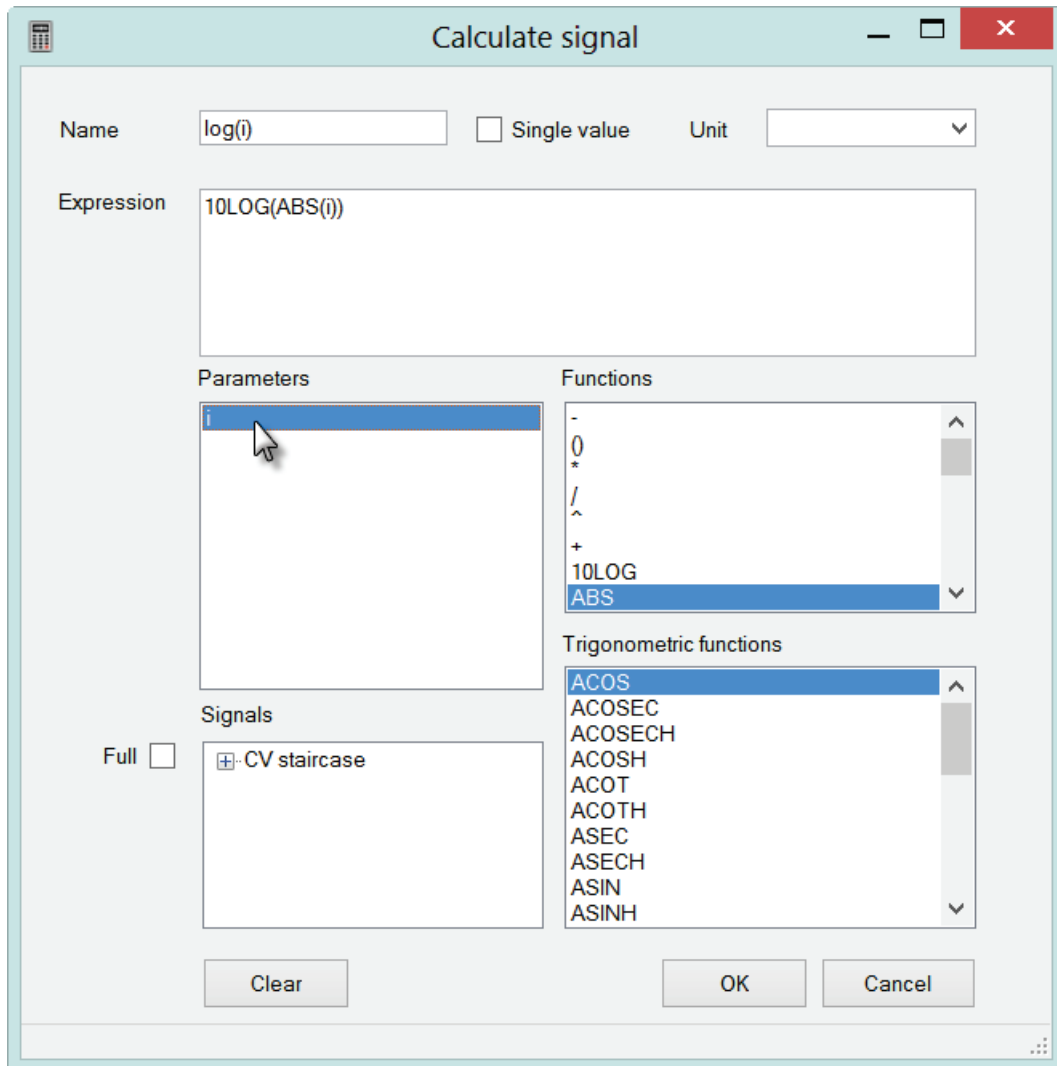 Calculate signal
Name
log(i)
Single value
Unit
Expression
10LOG(ABS(i))
Parameters
i
Functions
-
()
*
/
^
+
10LOG
ABS
Trigonometric functions
ACOS
ACOSEC
ACOSECH
ACOSH
ACOT
ACOTH
ASEC
ASECH
ASIN
ASINH
Signals
Full
CV staircase
Clear
OK
Cancel